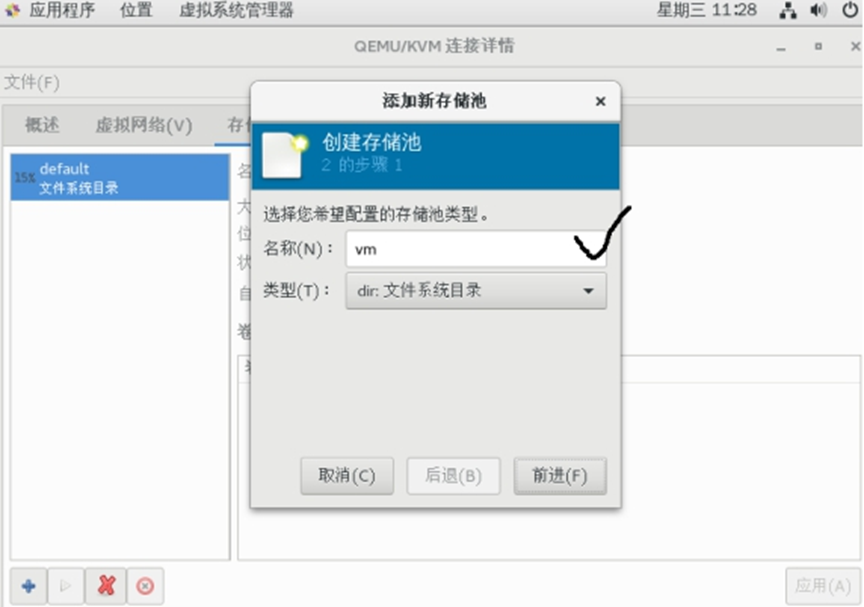 应用程序 位置 虚拟系统管理器 星期三 11:28
QEMU/KVM 连接详情
文件(F)
添加新存储池
概述 虚拟网络(V) 存
创建存储池
2 的步骤 1
default
15%
文件系统目录
名
大
位
状
自
卷
选择您希望配置的存储池类型。
名称(N)： vm
类型(T)： dir: 文件系统目录
取消(C) 后退(B) 前进(F)
应用(A)